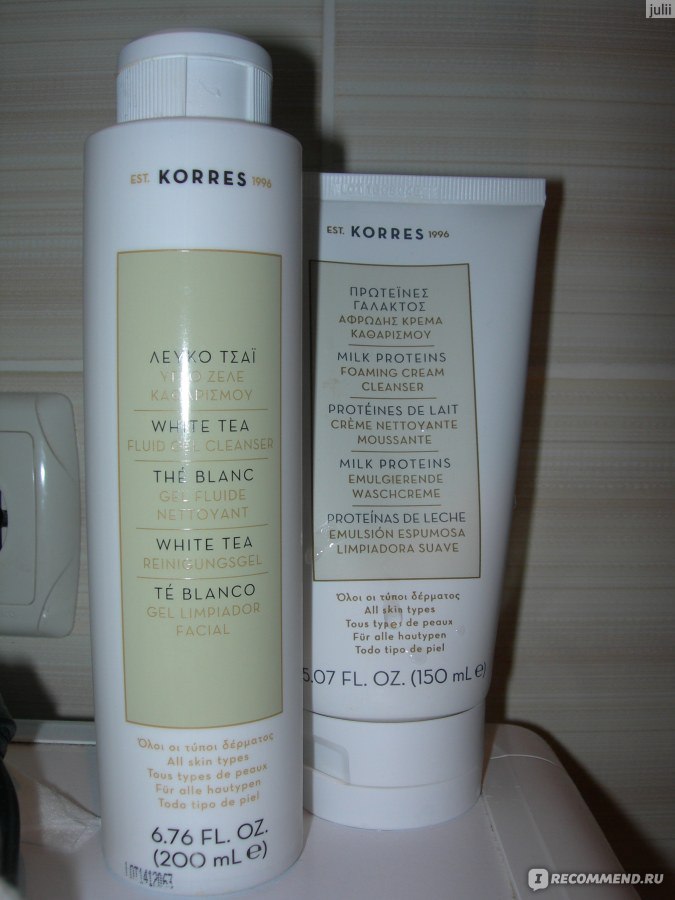 julii
EST. KORRES 1996
ΛΕΥΚΟ ΤΣΑΪ
ΥΓΡΟ ΖΕΛΕ
ΚΑΘΑΡΙΣΜΟΥ
WHITE TEA
FLUID GEL CLEANSER
THÉ BLANC
GEL FLUIDE
NETTOYANT
WHITE TEA
REINIGUNGSGEL
TÉ BLANCO
GEL LIMPIADOR
FACIAL
Όλοι οι τύποι δέρματος
All skin types
Tous types de peaux
Für alle hautypen
Todo tipo de piel
6.76 FL. OZ.
(200 mL e)
EST. KORRES 1996
ΠΡΩΤΕΪΝΕΣ
ΓΑΛΑΚΤΟΣ
ΑΦΡΩΔΗΣ ΚΡΕΜΑ
ΚΑΘΑΡΙΣΜΟΥ
MILK PROTEINS
FOAMING CREAM
CLEANSER
PROTÉINES DE LAIT
CRÈME NETTOYANTE
MOUSSANTE
MILK PROTEINS
EMULGIERENDE
WASCHCREME
PROTEÍNAS DE LECHE
EMULSIÓN ESPUMOSA
LIMPIADORA SUAVE
Όλοι οι τύποι δέρματος
All skin types
Tous types de peaux
Für alle hautypen
Todo tipo de piel
5.07 FL. OZ. (150 mL e)
IRECOMMEND.RU